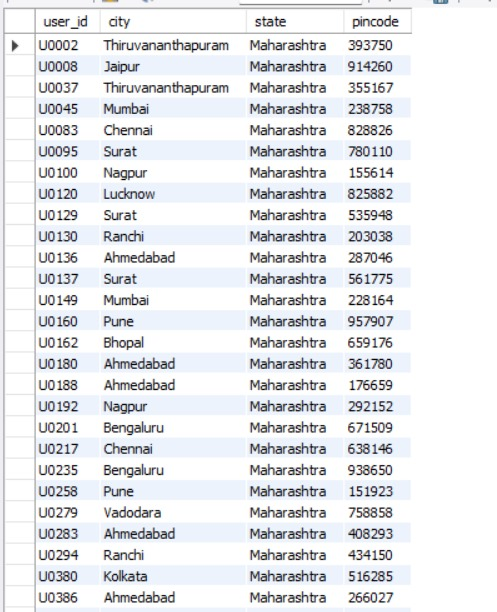 user_id city state pincode
U0002 Thiruvananthapuram Maharashtra 393750
U0008 Jaipur Maharashtra 914260
U0037 Thiruvananthapuram Maharashtra 355167
U0045 Mumbai Maharashtra 238758
U0083 Chennai Maharashtra 828826
U0095 Surat Maharashtra 780110
U0100 Nagpur Maharashtra 155614
U0120 Lucknow Maharashtra 825882
U0129 Surat Maharashtra 535948
U0130 Ranchi Maharashtra 203038
U0136 Ahmedabad Maharashtra 287046
U0137 Surat Maharashtra 561775
U0149 Mumbai Maharashtra 228164
U0160 Pune Maharashtra 957907
U0162 Bhopal Maharashtra 659176
U0180 Ahmedabad Maharashtra 361780
U0188 Ahmedabad Maharashtra 176659
U0192 Nagpur Maharashtra 292152
U0201 Bengaluru Maharashtra 671509
U0217 Chennai Maharashtra 638146
U0235 Bengaluru Maharashtra 938650
U0258 Pune Maharashtra 151923
U0279 Vadodara Maharashtra 758858
U0283 Ahmedabad Maharashtra 408293
U0294 Ranchi Maharashtra 434150
U0380 Kolkata Maharashtra 516285
U0386 Ahmedabad Maharashtra 266027